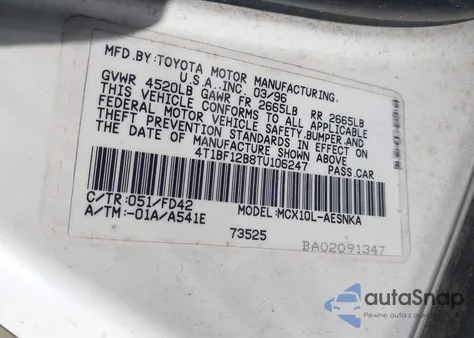 MFD.BY:TOYOTA MOTOR MANUFACTURING.
U.S.A.,INC. 03/96
GVWR 4520LB GAWR FR 2665LB RR 2665LB
THIS VEHICLE CONFORMS TO ALL APPLICABLE
FEDERAL MOTOR VEHICLE SAFETY,BUMPER,AND
THEFT PREVENTION STANDARDS IN EFFECT ON
THE DATE OF MANUFACTURE SHOWN ABOVE
4T1BF12B8TU106247 PASS.CAR
C/TR:051/FD42 MODEL:MCX10L-AESNKA
A/TM:-01A/A541E
73525 BA02091347
autoSnap
Pewne auto z dokumentami